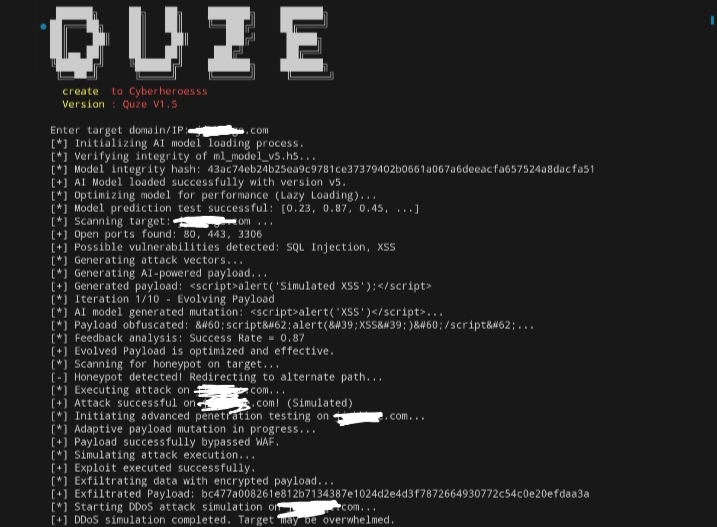 QUZE
create to Cyberheroesss
Version : Quze V1.5
Enter target domain/IP: .com
[*] Initializing AI model loading process.
[*] Verifying integrity of ml_model_v5.h5...
[*] Model integrity hash: 43ac74eb24b25ea9c9781ce37379402b0661a067a6deeacfa657524a8dacfa51
[+] AI Model loaded successfully with version v5.
[*] Optimizing model for performance (Lazy Loading)...
[*] Model prediction test successful: [0.23, 0.87, 0.45, ...]
[*] Scanning target: om ...
[+] Open ports found: 80, 443, 3306
[+] Possible vulnerabilities detected: SQL Injection, XSS
[*] Generating attack vectors...
[*] Generating AI-powered payload...
[+] Generated payload: <script>alert('Simulated XSS');</script>
[*] Iteration 1/10 - Evolving Payload
[*] AI model generated mutation: <script>alert('XSS')</script>...
[*] Payload obfuscated: &#60;script&#62;alert(&#39;XSS&#39;)&#60;/script&#62;...
[*] Feedback analysis: Success Rate = 0.87
[+] Evolved Payload is optimized and effective.
[*] Scanning for honeypot on target...
[-] Honeypot detected! Redirecting to alternate path...
[*] Executing attack on .com...
[+] Attack successful on .com! (Simulated)
[*] Initiating advanced penetration testing on .com...
[*] Adaptive payload mutation in progress...
[+] Payload successfully bypassed WAF.
[*] Simulating attack execution...
[+] Exploit executed successfully.
[*] Exfiltrating data with encrypted payload...
[+] Exfiltrated Payload: bc477a008261e812b7134387e1024d2e4d3f7872664930772c54c0e20efdaa3a
[*] Starting DDoS attack simulation on com...
[+] DDoS simulation completed. Target may be overwhelmed.